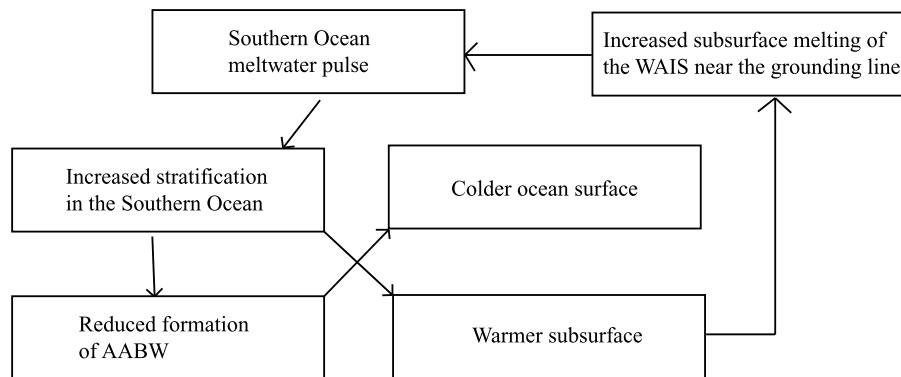 Southern Ocean
meltwater pulse
Increased subsurface melting of
the WAIS near the grounding line
Increased stratification
in the Southern Ocean
Colder ocean surface
Reduced formation
of AABW
Warmer subsurface